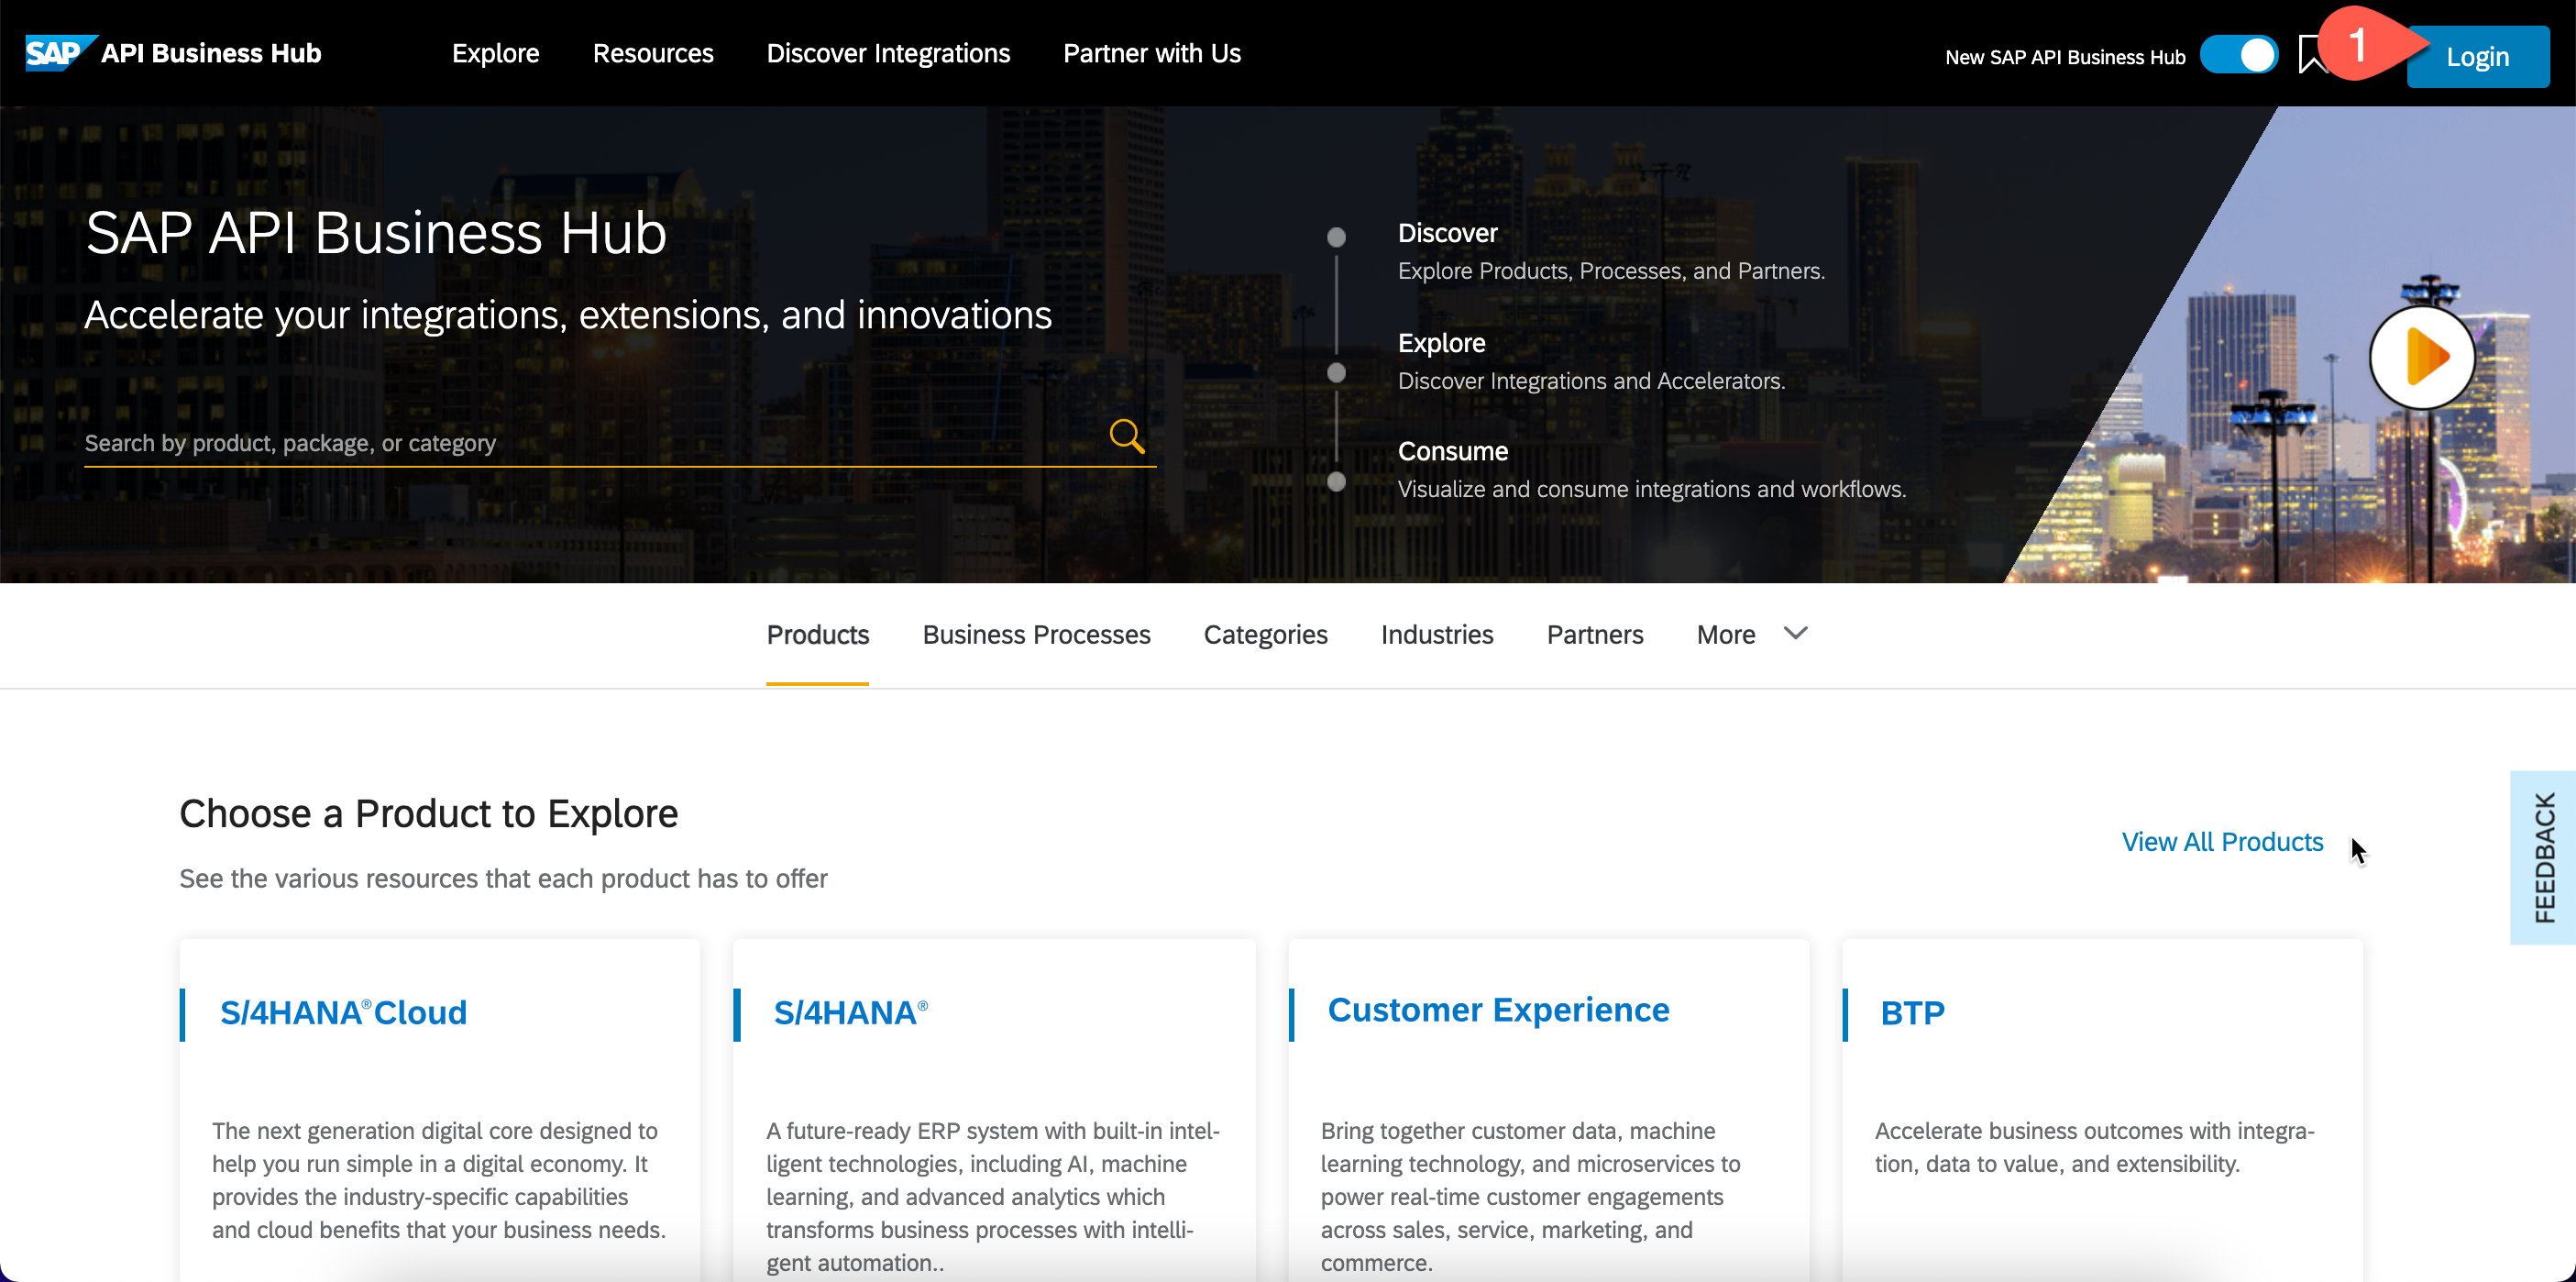 SAP API Business Hub
Explore
Resources
Discover Integrations
Partner with Us
New SAP API Business Hub
1
Login
SAP API Business Hub
Accelerate your integrations, extensions, and innovations
Search by product, package, or category
Discover
Explore Products, Processes, and Partners.
Explore
Discover Integrations and Accelerators.
Consume
Visualize and consume integrations and workflows.
Products
Business Processes
Categories
Industries
Partners
More
Choose a Product to Explore
See the various resources that each product has to offer
View All Products
FEEDBACK
S/4HANA® Cloud
The next generation digital core designed to
help you run simple in a digital economy. It
provides the industry-specific capabilities
and cloud benefits that your business needs.
S/4HANA®
A future-ready ERP system with built-in intel-
ligent technologies, including AI, machine
learning, and advanced analytics which
transforms business processes with intelli-
gent automation..
Customer Experience
Bring together customer data, machine
learning technology, and microservices to
power real-time customer engagements
across sales, service, marketing, and
commerce.
BTP
Accelerate business outcomes with integra-
tion, data to value, and extensibility.